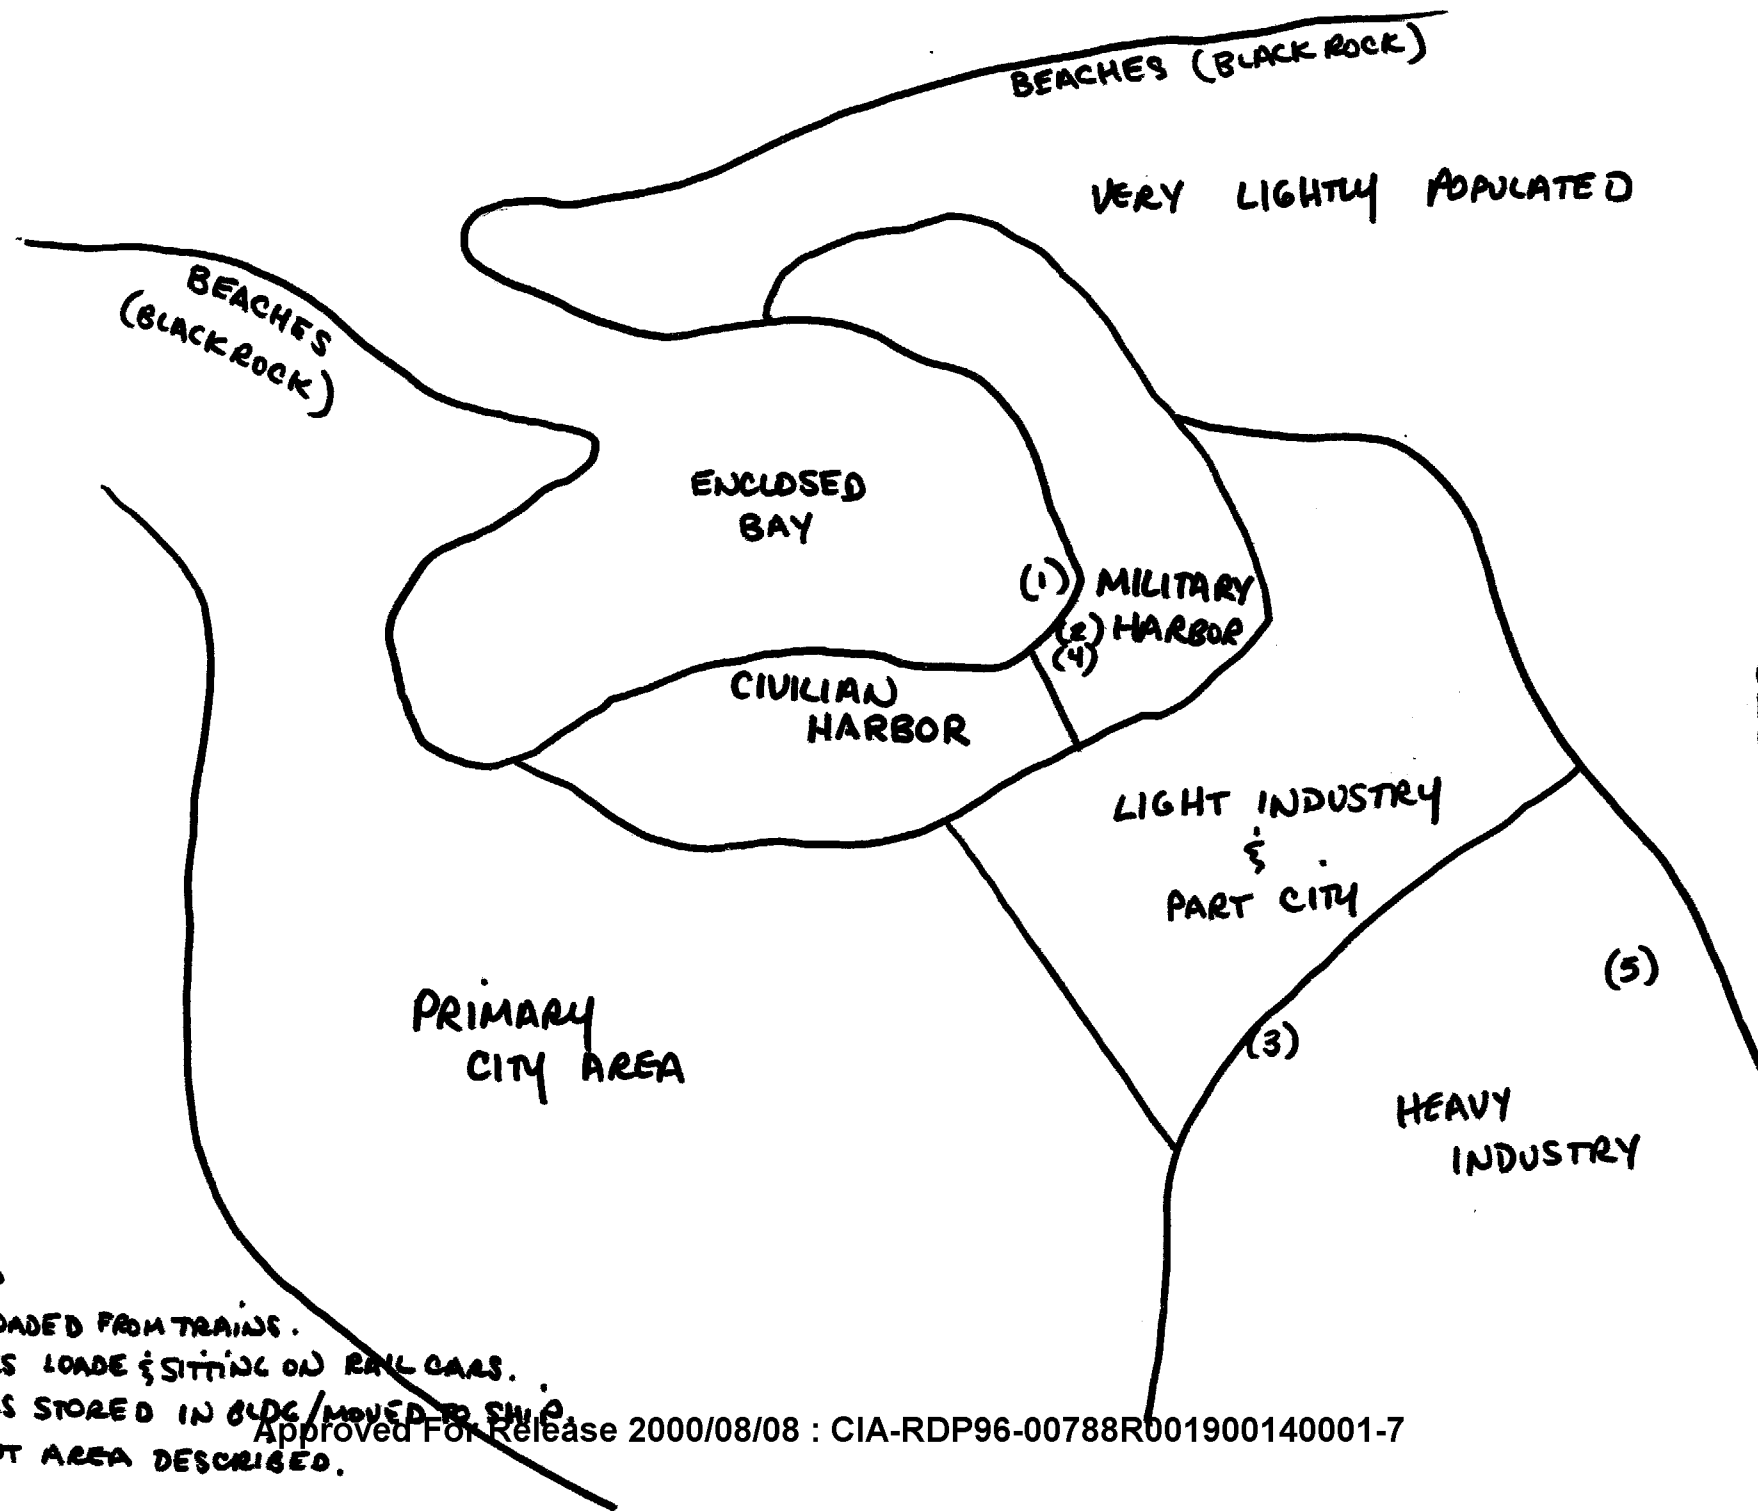 BEACHES (BLACK ROCK)
VERY LIGHTLY POPULATED
BEACHES
(BLACK ROCK)
ENCLOSED
BAY
(1) MILITARY
(2) HARBOR
(4)
CIVILIAN
HARBOR
LIGHT INDUSTRY
&
PART CITY
(5)
PRIMARY
CITY AREA
(3)
HEAVY
INDUSTRY
OADED FROM TRAINS.
S LOADE & SITTING ON RAIL CARS.
S STORED IN BLDG/MOVED TO SHIP.
Approved For Release 2000/08/08 : CIA-RDP96-00788R001900140001-7
T AREA DESCRIBED.